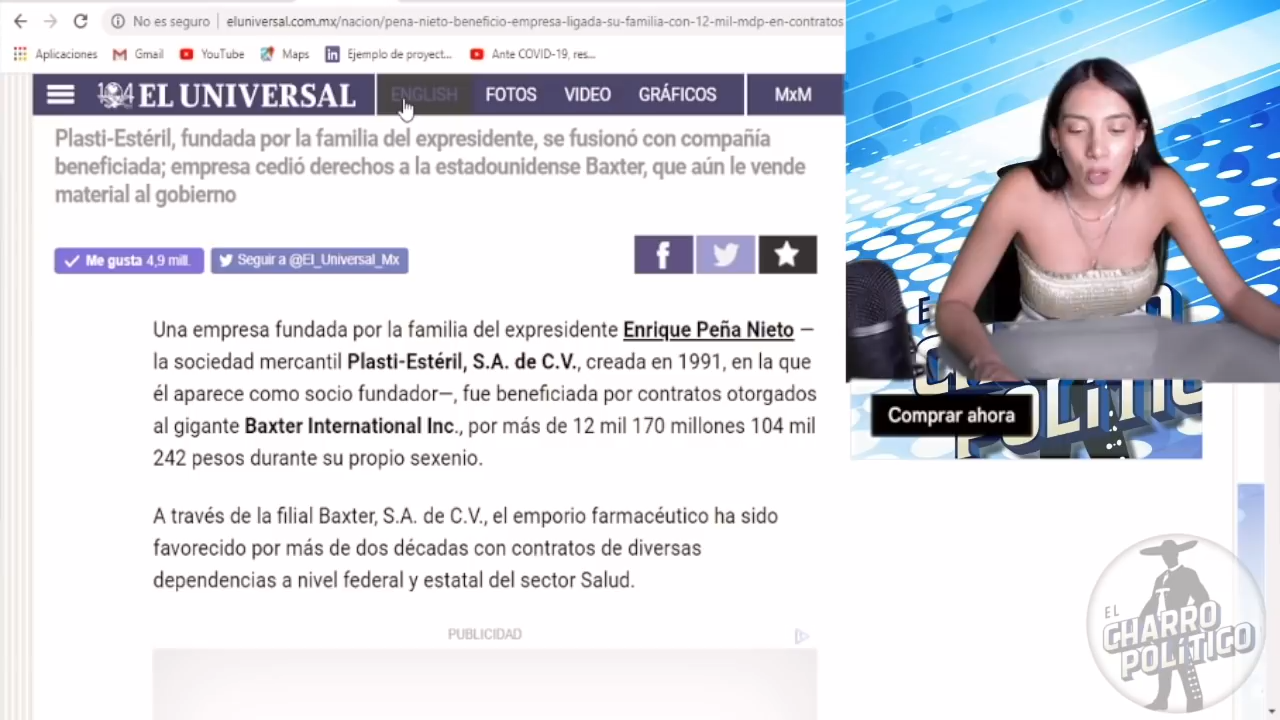 No es seguro | eluniversal.com.mx/nacion/pena-nieto-beneficio-empresa-ligada-su-familia-con-12-mil-mdp-en-contratos
Aplicaciones Gmail YouTube Maps Ejemplo de proyect... Ante COVID-19, res...
EL UNIVERSAL ENGLISH FOTOS VIDEO GRÁFICOS MxM
Plasti-Estéril, fundada por la familia del expresidente, se fusionó con compañía
beneficiada; empresa cedió derechos a la estadounidense Baxter, que aún le vende
material al gobierno
Me gusta 4,9 mill. Seguir a @El_Universal_Mx
Una empresa fundada por la familia del expresidente Enrique Peña Nieto —
la sociedad mercantil Plasti-Estéril, S.A. de C.V., creada en 1991, en la que
él aparece como socio fundador—, fue beneficiada por contratos otorgados
al gigante Baxter International Inc., por más de 12 mil 170 millones 104 mil
242 pesos durante su propio sexenio.
A través de la filial Baxter, S.A. de C.V., el emporio farmacéutico ha sido
favorecido por más de dos décadas con contratos de diversas
dependencias a nivel federal y estatal del sector Salud.
PUBLICIDAD
Comprar ahora
EL
CHARRO
POLÍTICO